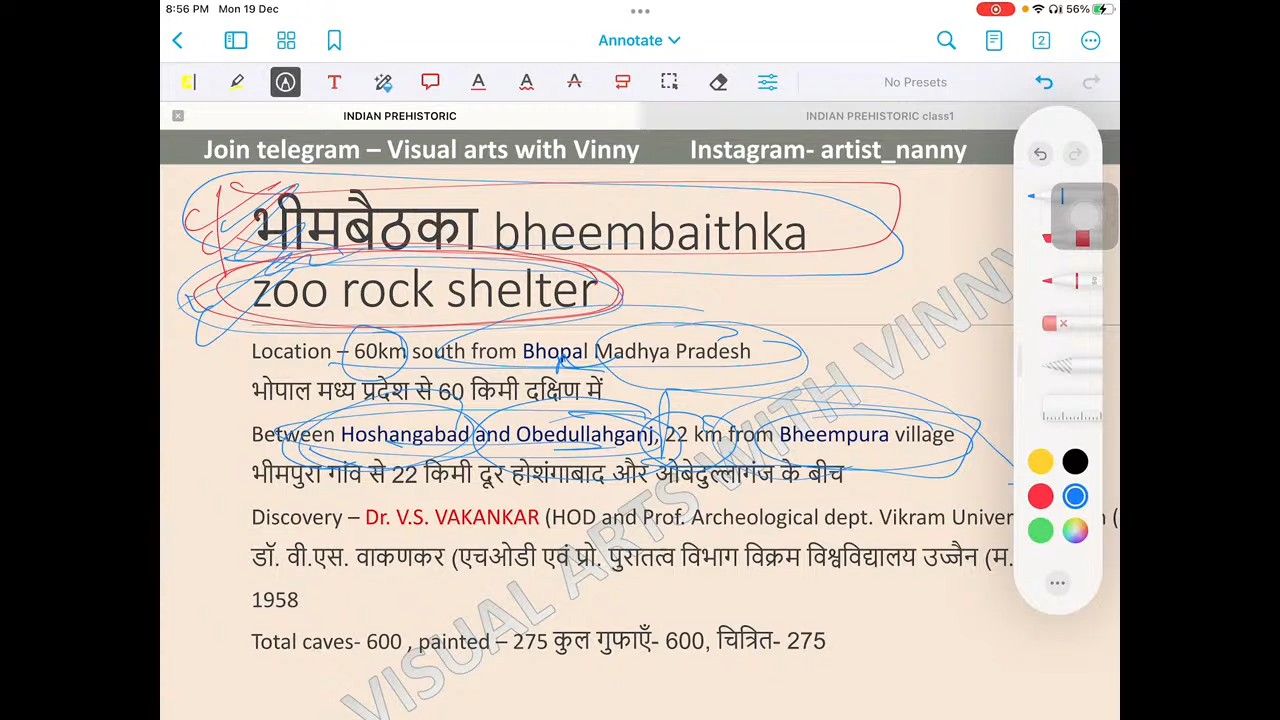 8:56 PM Mon 19 Dec
56%
Annotate
2
T
A
A
A
No Presets
INDIAN PREHISTORIC
INDIAN PREHISTORIC class1
Join telegram – Visual arts with Vinny Instagram- artist_nanny
भीमबैठका bheembaithka
zoo rock shelter
Location – 60km south from Bhopal Madhya Pradesh
भोपाल मध्य प्रदेश से 60 किमी दक्षिण में
Between Hoshangabad and Obedullahganj, 22 km from Bheempura village
भीमपुरा गांव से 22 किमी दूर होशंगाबाद और ओबेदुल्लागंज के बीच
Discovery – Dr. V.S. VAKANKAR (HOD and Prof. Archeological dept. Vikram Univer (
डॉ. वी.एस. वाकणकर (एचओडी एवं प्रो. पुरातत्व विभाग विक्रम विश्वविद्यालय उज्जैन (म.
1958
Total caves- 600 , painted – 275 कुल गुफाएँ- 600, चित्रित- 275
VISUAL ARTS WITH VINNY